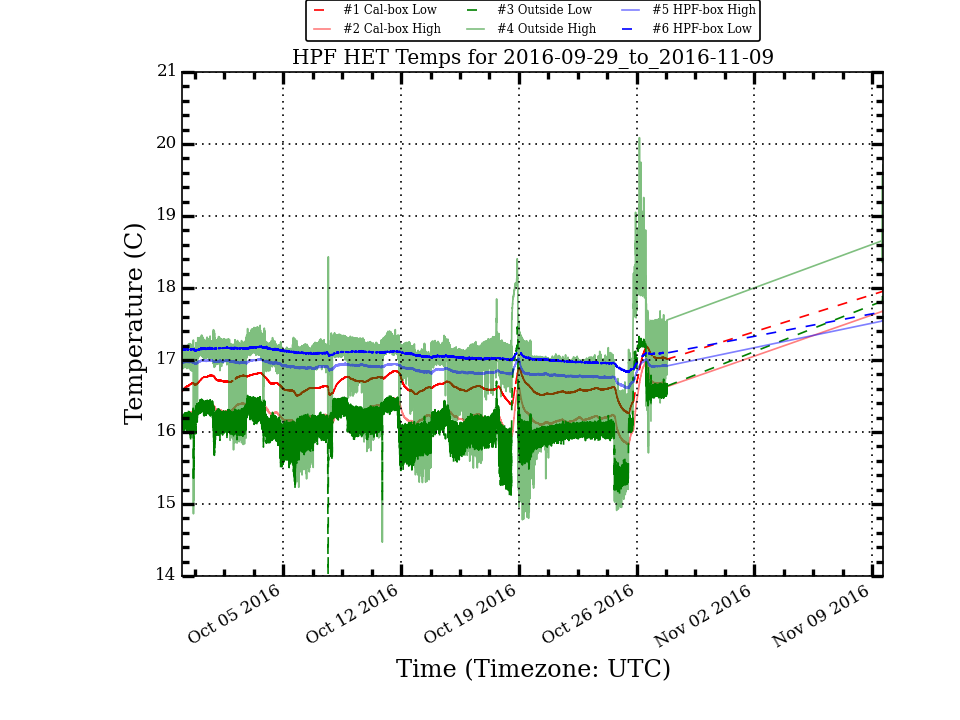 #1 Cal-box Low #3 Outside Low #5 HPF-box High
#2 Cal-box High #4 Outside High #6 HPF-box Low
HPF HET Temps for 2016-09-29_to_2016-11-09
21
20
19
18
17
16
15
14
Temperature (C)
Oct 05 2016 Oct 12 2016 Oct 19 2016 Oct 26 2016 Nov 02 2016 Nov 09 2016
Time (Timezone: UTC)